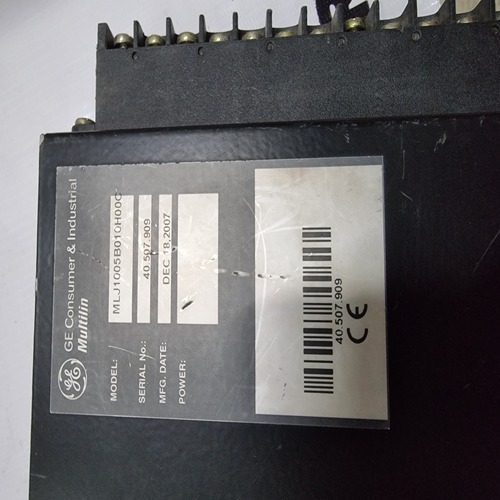 GE Consumer & Industrial
Multilin
MODEL: MLJ1005B010H00C
SERIAL No.: 40.507.909
MFG. DATE: DEC 18,2007
POWER:
40.507.909
CE